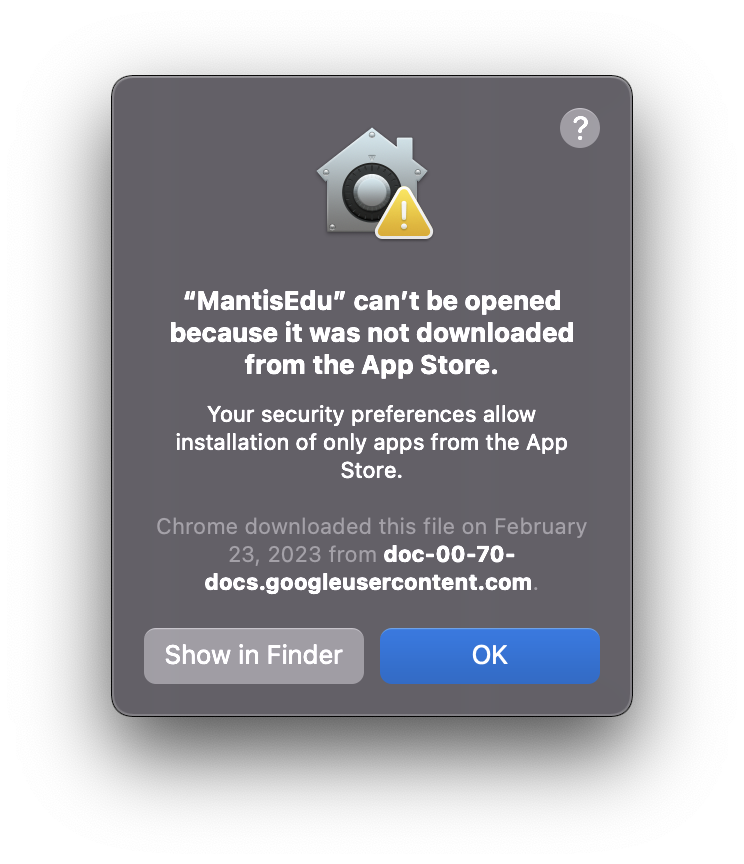 ?
“MantisEdu” can’t be opened
because it was not downloaded
from the App Store.
Your security preferences allow
installation of only apps from the App
Store.
Chrome downloaded this file on February
23, 2023 from doc-00-70-
docs.googleusercontent.com.
Show in Finder
OK